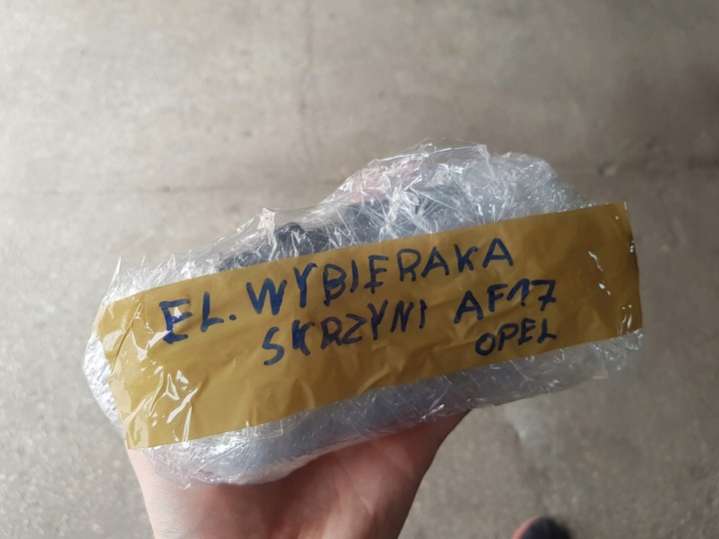 EL. WYBIERAKA
SKRZYNI AF17
OPEL